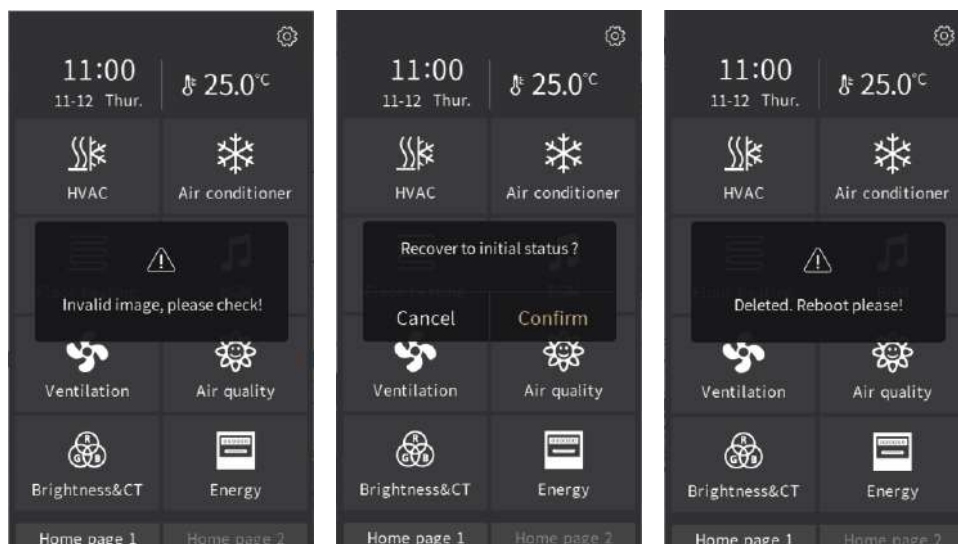 11:00
11-12 Thur.
25.0°C
HVAC
Air conditioner
Invalid image, please check!
Ventilation
Air quality
R
G B
Brightness&CT
Energy
Home page 1
Home page 2
11:00
11-12 Thur.
25.0°C
HVAC
Air conditioner
Recover to initial status ?
Cancel
Confirm
Ventilation
Air quality
R
G B
Brightness&CT
Energy
Home page 1
Home page 2
11:00
11-12 Thur.
25.0°C
HVAC
Air conditioner
Deleted. Reboot please!
Ventilation
Air quality
R
G B
Brightness&CT
Energy
Home page 1
Home page 2